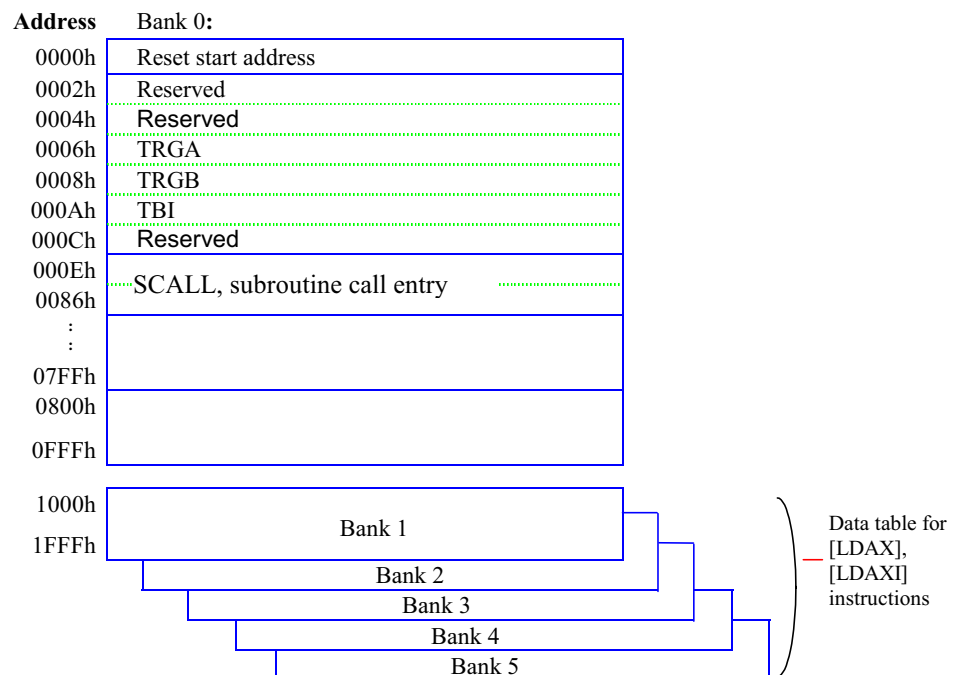 Address Bank 0:
0000h Reset start address
0002h Reserved
0004h Reserved
0006h TRGA
0008h TRGB
000Ah TBI
000Ch Reserved
000Eh
SCALL, subroutine call entry
0086h
:
:
07FFh
0800h
0FFFh
1000h
Bank 1
1FFFh
Bank 2
Bank 3
Bank 4
Bank 5
Data table for
[LDAX],
[LDAXI]
instructions